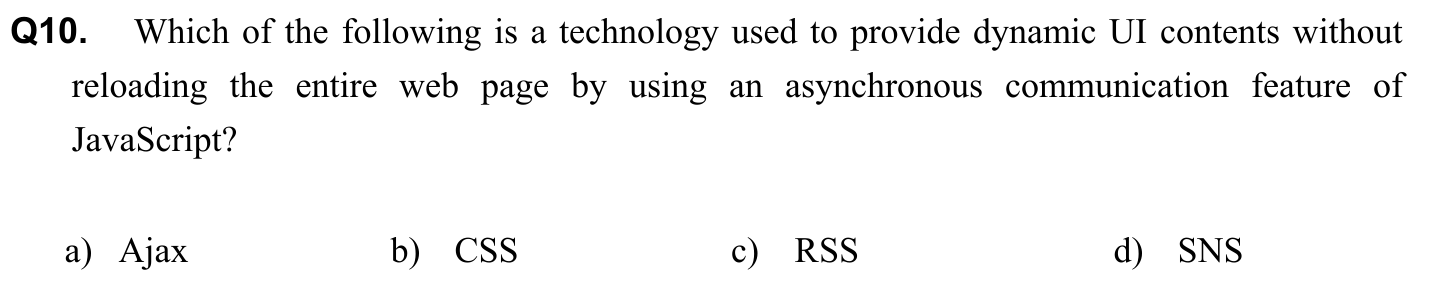 Q10. Which of the following is a technology used to provide dynamic UI contents without
reloading the entire web page by using an asynchronous communication feature of
JavaScript?
a) Ajax b) CSS c) RSS d) SNS